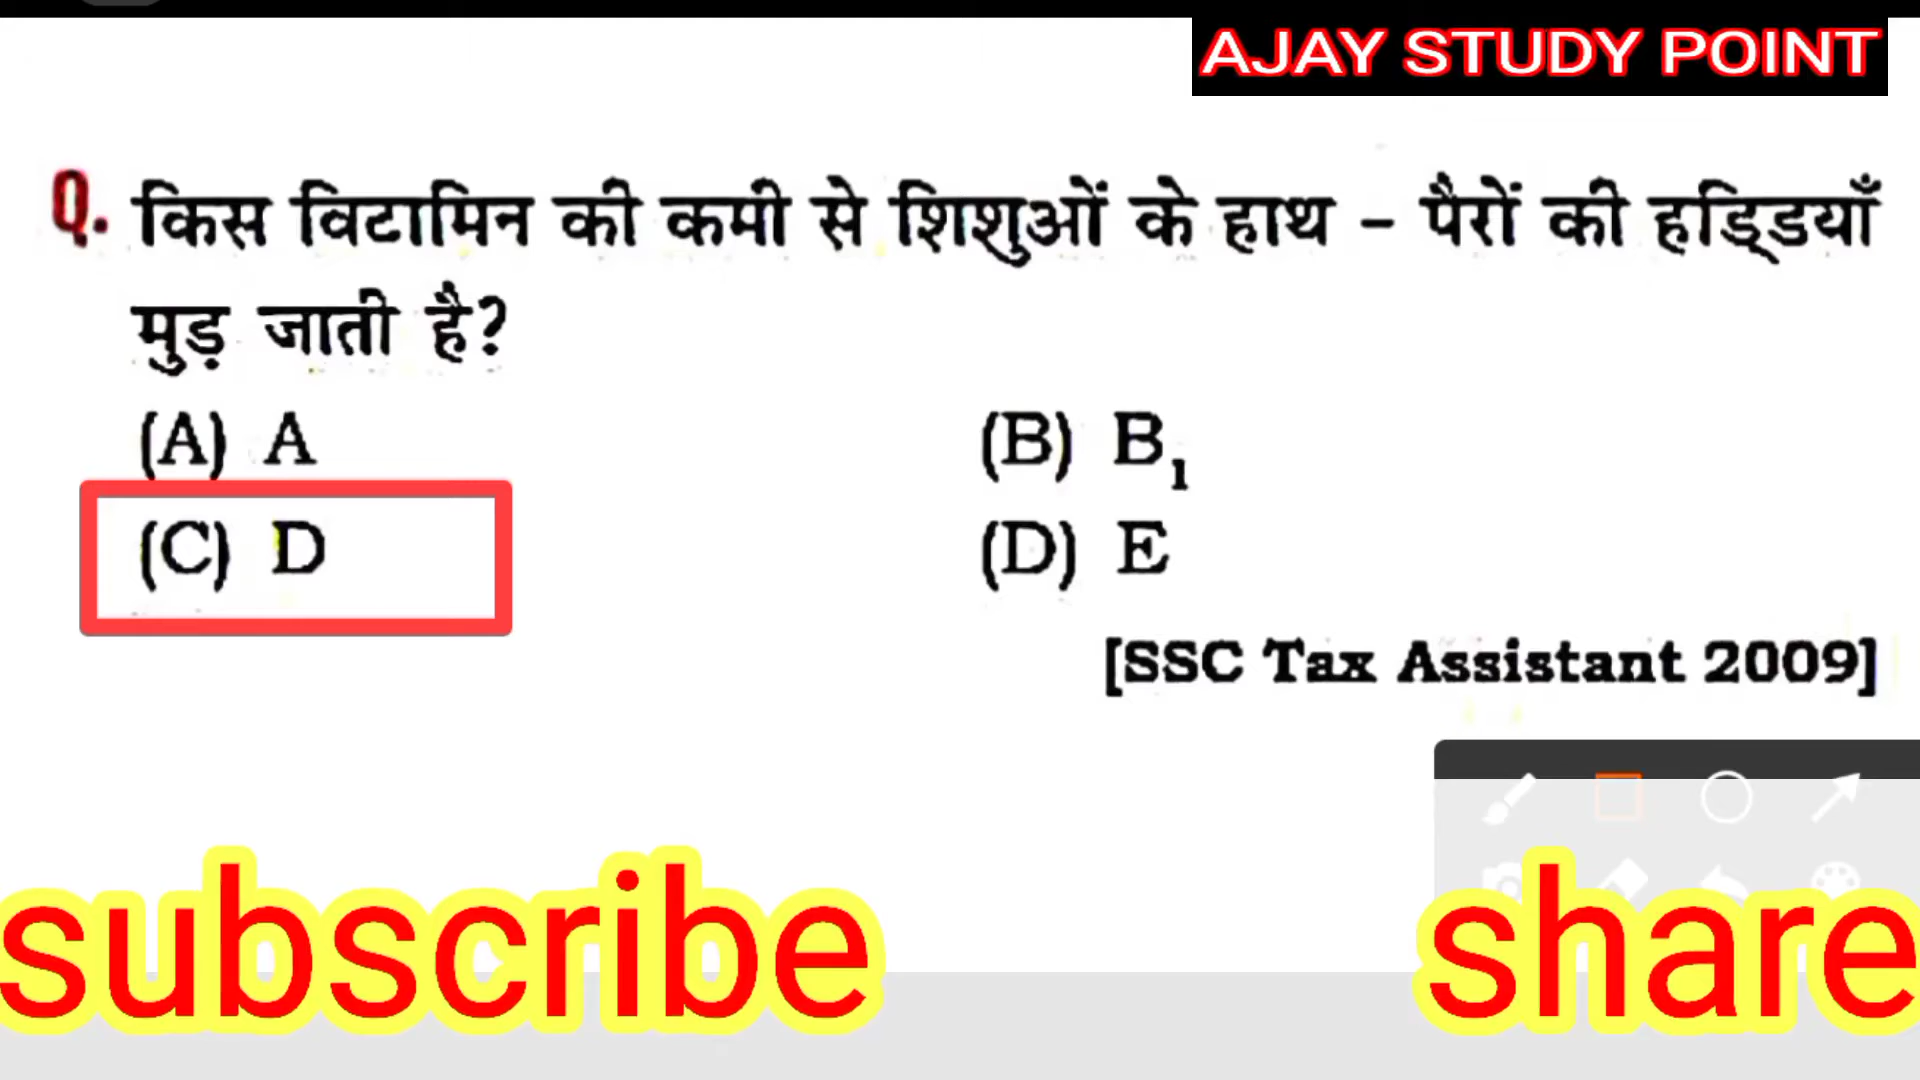 AJAY STUDY POINT
Q. किस विटामिन की कमी से शिशुओं के हाथ - पैरों की हड्डियाँ
मुड़ जाती है?
(A) A (B) B₁
(C) D (D) E
[SSC Tax Assistant 2009]
subscribe share